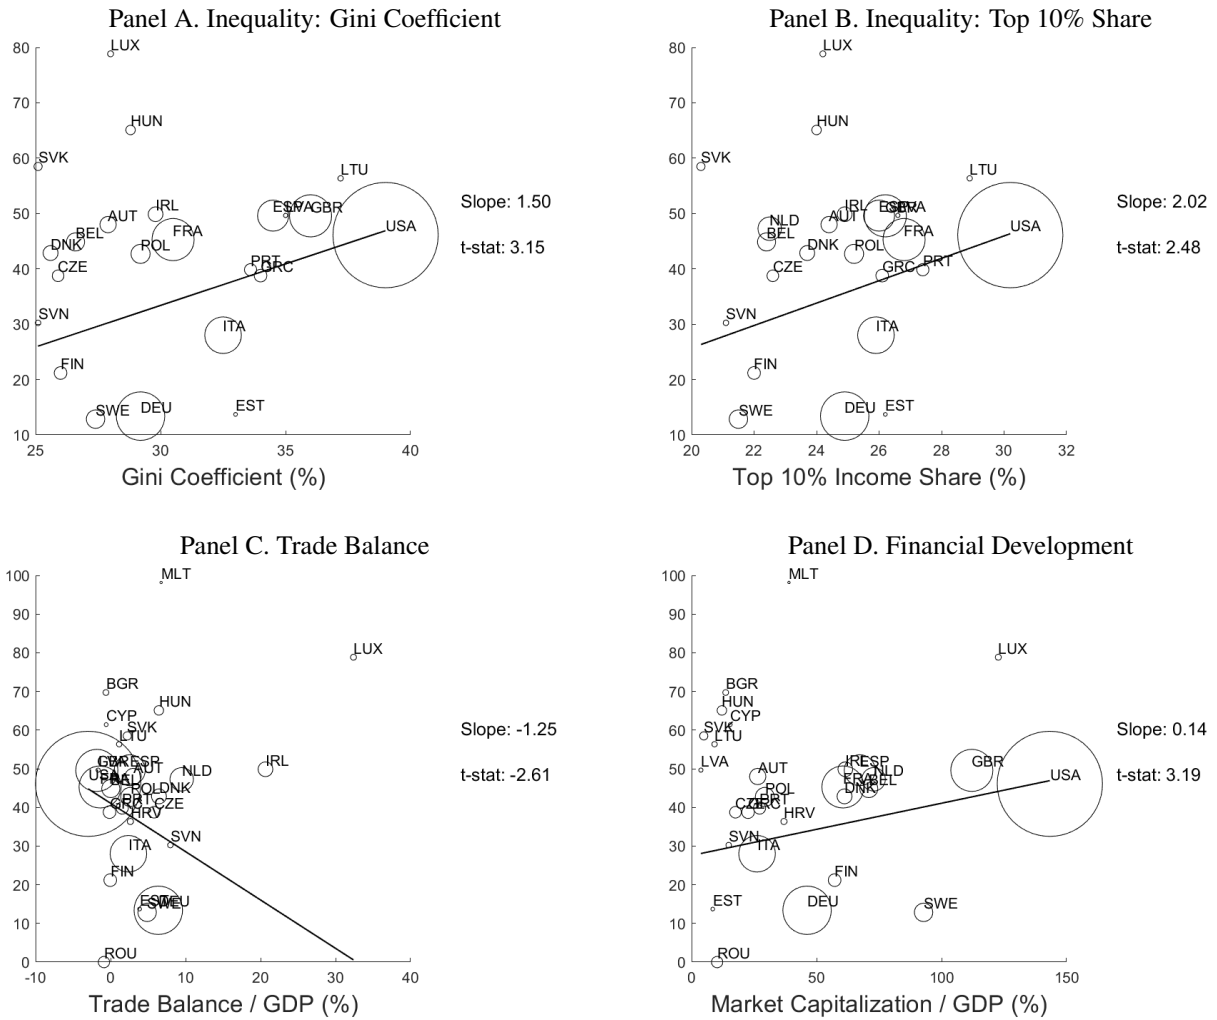 Panel A. Inequality: Gini Coefficient
80
70
60
50
40
30
20
10
25
30
35
40
LUX
HUN
SVK
LTU
IRL
AUT
ESP
GBR
USA
BEL
FRA
DNK
POL
CZE
PRT
GRC
SVN
ITA
FIN
SWE
DEU
EST
Slope: 1.50
t-stat: 3.15
Gini Coefficient (%)
Panel B. Inequality: Top 10% Share
80
70
60
50
40
30
20
10
20
22
24
26
28
30
32
LUX
HUN
SVK
LTU
IRL
NLD
AUT
BEL
FRA
USA
DNK
POL
CZE
GRC
PRT
SVN
ITA
FIN
SWE
DEU
EST
Slope: 2.02
t-stat: 2.48
Top 10% Income Share (%)
Panel C. Trade Balance
100
90
80
70
60
50
40
30
20
10
0
-10
0
10
20
30
40
MLT
LUX
BGR
HUN
CYP
SVK
LTU
ESP
IRL
AUT
NLD
USA
BEL
POL
DNK
PRT
CZE
GRC
HRV
SVN
ITA
FIN
EST
DEU
SWE
ROU
Slope: -1.25
t-stat: -2.61
Trade Balance / GDP (%)
Panel D. Financial Development
100
90
80
70
60
50
40
30
20
10
0
0
50
100
150
MLT
LUX
BGR
HUN
CYP
SVK
LTU
LVA
IRL
ESP
GBR
AUT
NLD
FRA
BEL
USA
DNK
POL
PRT
CZE
GRC
HRV
SVN
ITA
FIN
EST
DEU
SWE
ROU
Slope: 0.14
t-stat: 3.19
Market Capitalization / GDP (%)